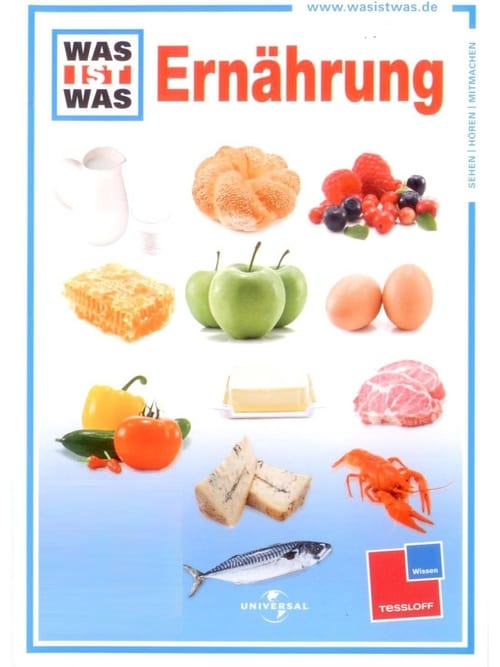 www.wasistwas.de
WAS
IST
WAS
Ernährung
SEHEN | HÖREN | MITMACHEN
Wissen
TESSLOFF
UNIVERSAL